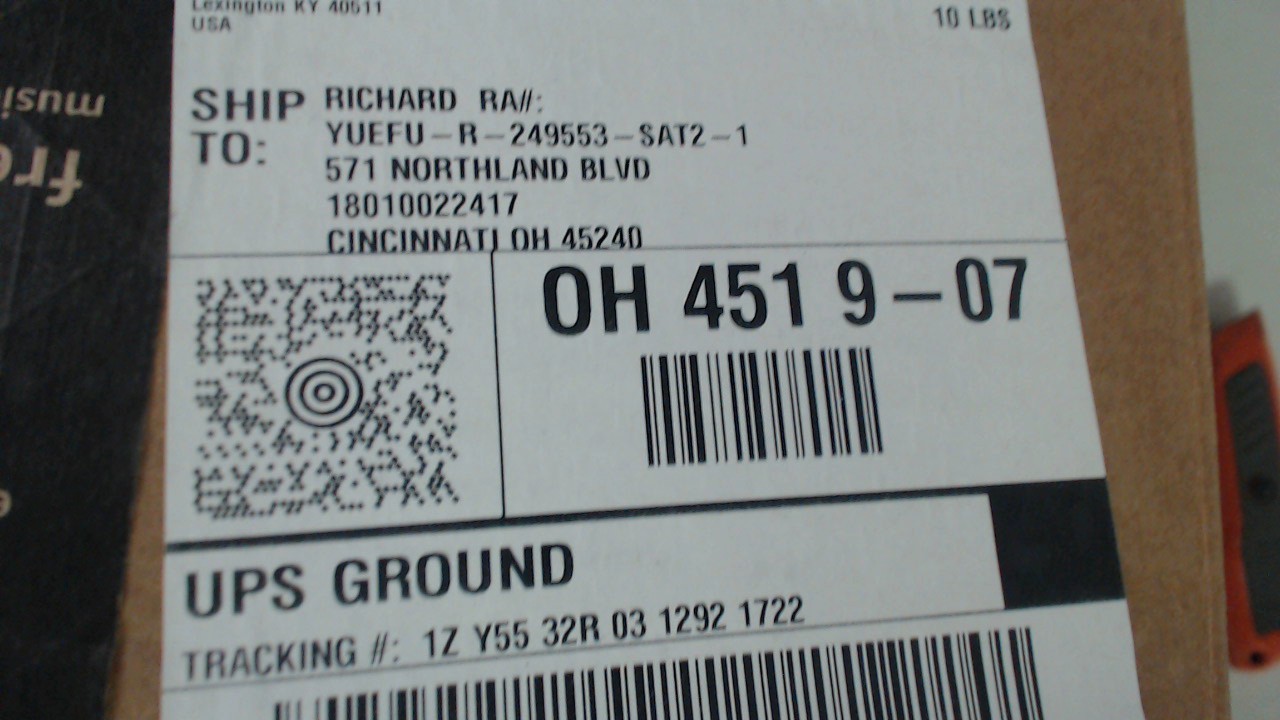 Lexington KY 40511
USA
10 LBS
SHIP TO:
RICHARD RA//:
YUEFU-R-249553-SAT2-1
571 NORTHLAND BLVD
18010022417
CINCINNATI OH 45240
OH 451 9-07
UPS GROUND
TRACKING #: 1Z Y55 32R 03 1292 1722